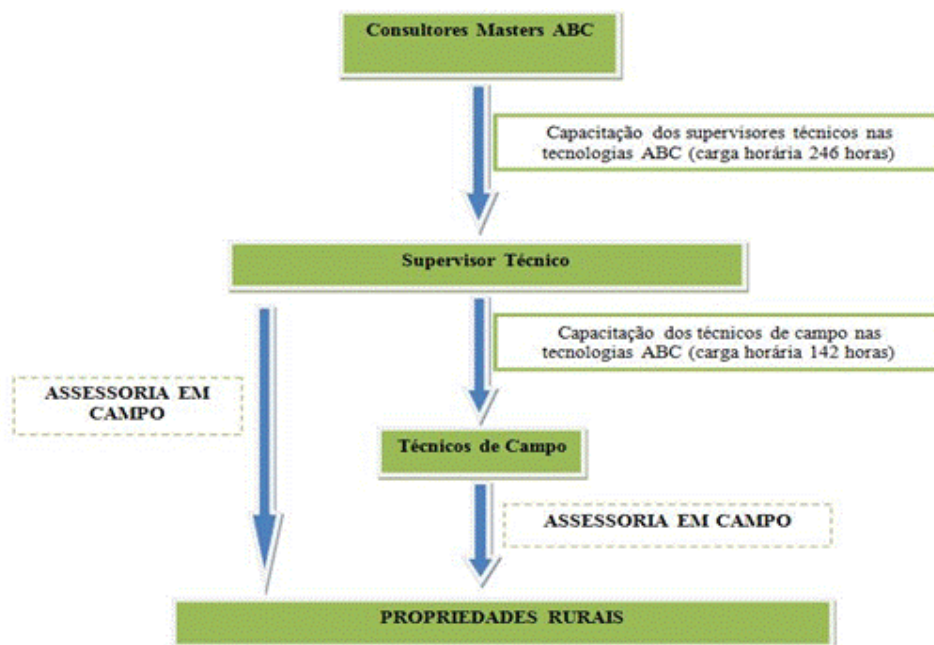 Consultores Masters ABC
Capacitação dos supervisores técnicos nas
tecnologias ABC (carga horária 246 horas)
Supervisor Técnico
Capacitação dos técnicos de campo nas
tecnologias ABC (carga horária 142 horas)
ASSESSORIA EM
CAMPO
Técnicos de Campo
ASSESSORIA EM CAMPO
PROPRIEDADES RURAIS